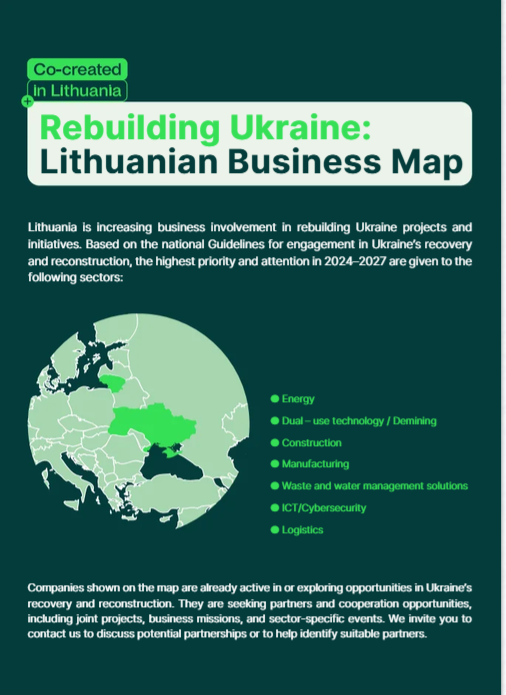 Co-created
in Lithuania
Rebuilding Ukraine:
Lithuanian Business Map
Lithuania is increasing business involvement in rebuilding Ukraine projects and
initiatives. Based on the national Guidelines for engagement in Ukraine's recovery
and reconstruction, the highest priority and attention in 2024–2027 are given to the
following sectors:
Energy
Dual – use technology / Demining
Construction
Manufacturing
Waste and water management solutions
ICT/Cybersecurity
Logistics
Companies shown on the map are already active in or exploring opportunities in Ukraine's
recovery and reconstruction. They are seeking partners and cooperation opportunities,
including joint projects, business missions, and sector-specific events. We invite you to
contact us to discuss potential partnerships or to help identify suitable partners.